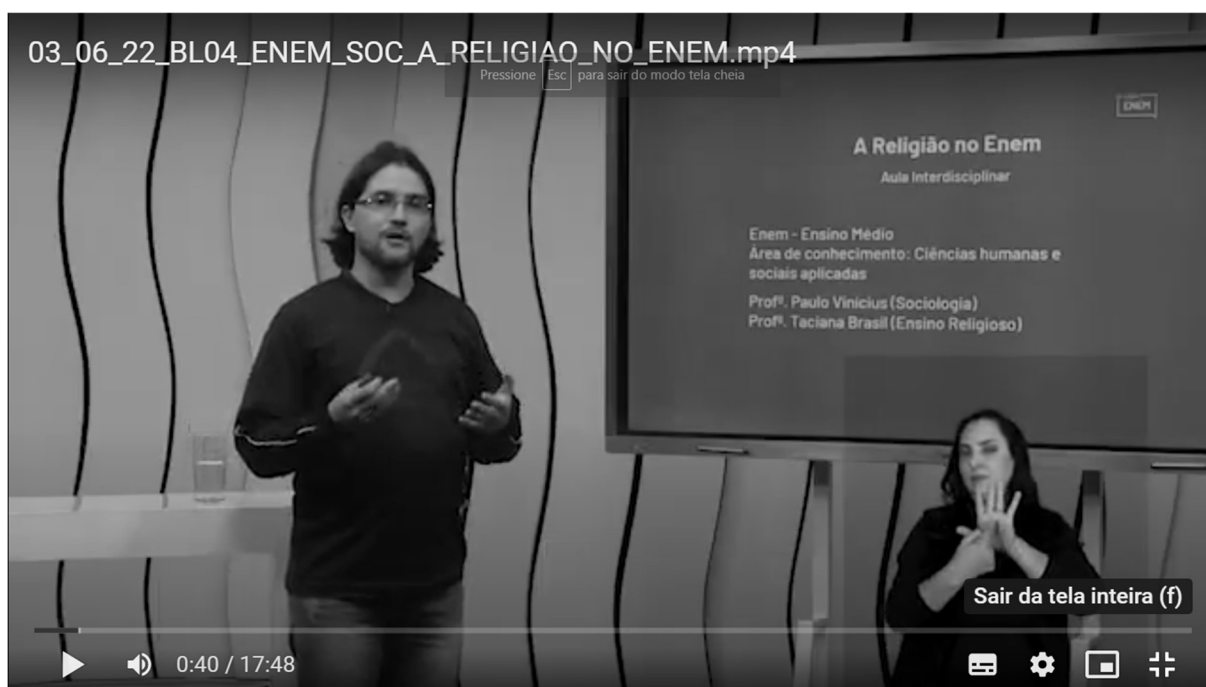 03_06_22_BL04_ENEM_SOC_A_RELIGIAO_NO_ENEM.mp4
Pressione Esc para sair do modo tela cheia
ENEM
A Religião no Enem
Aula Interdisciplinar
Enem - Ensino Médio
Área de conhecimento: Ciências humanas e
sociais aplicadas
Profº. Paulo Vinicius (Sociologia)
Profª. Taciana Brasil (Ensino Religioso)
Sair da tela inteira (f)
0:40 / 17:48